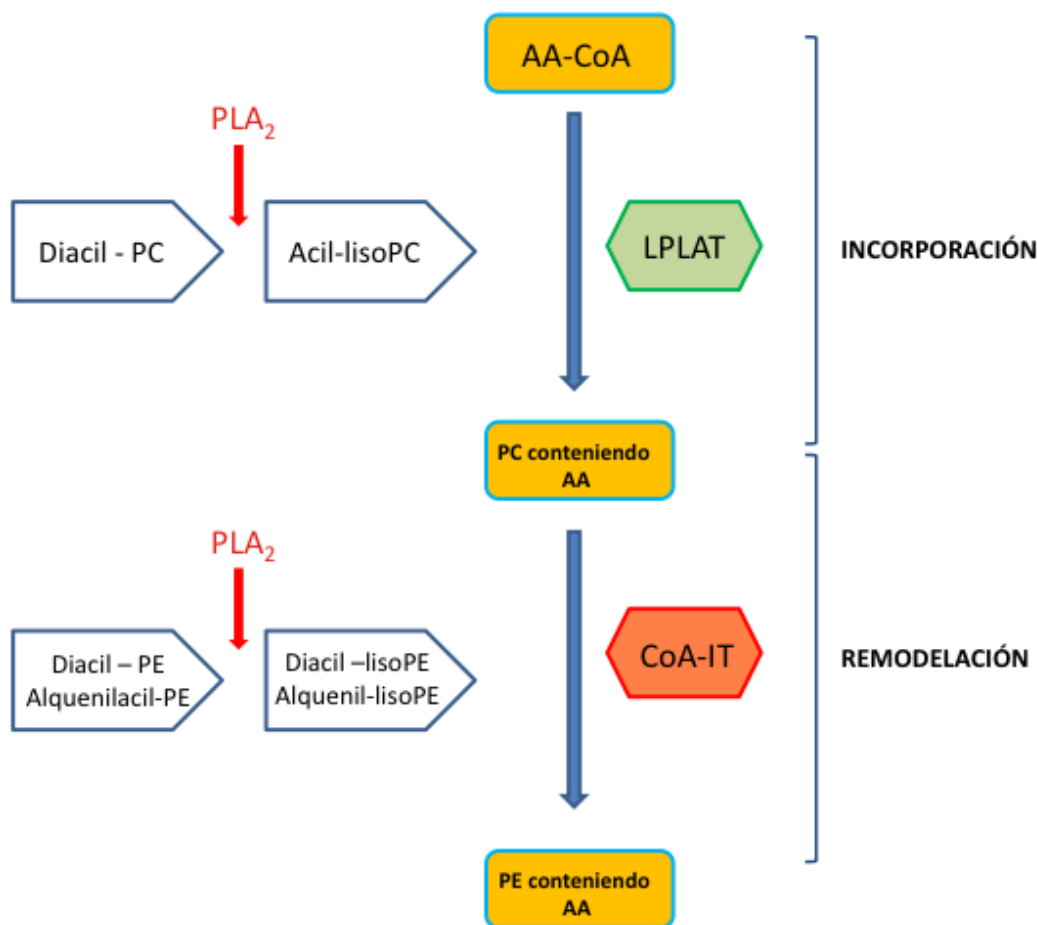 AA-CoA
PLA₂
Diacil - PC
Acil-lisoPC
LPLAT
INCORPORACIÓN
PC conteniendo
AA
PLA₂
Diacil – PE
Alquenilacil-PE
Diacil –lisoPE
Alquenil-lisoPE
CoA-IT
REMODELACIÓN
PE conteniendo
AA